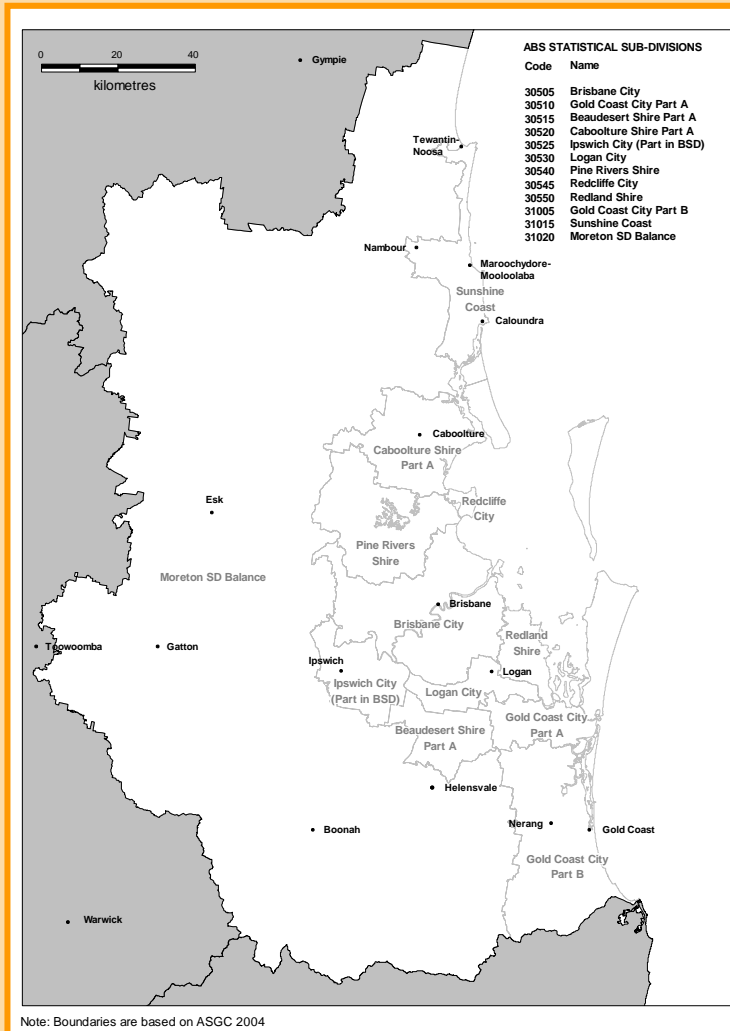 ABS STATISTICAL SUB-DIVISIONS
Code Name
30505 Brisbane City
30510 Gold Coast City Part A
30515 Beaudesert Shire Part A
30520 Caboolture Shire Part A
30525 Ipswich City (Part in BSD)
30530 Logan City
30540 Pine Rivers Shire
30545 Redcliffe City
30550 Redland Shire
31005 Gold Coast City Part B
31015 Sunshine Coast
31020 Moreton SD Balance
0 20 40
kilometres
Gympie
Tewantin-
Noosa
Nambour
Maroochydore-
Mooloolaba
Sunshine
Coast
Caloundra
Caboolture
Caboolture Shire
Part A
Esk
Redcliffe
City
Pine Rivers
Shire
Moreton SD Balance
Brisbane
Brisbane City
Redland
Shire
Toowoomba
Gatton
Ipswich
Ipswich City
(Part in BSD)
Logan
Logan City
Gold Coast City
Part A
Beaudesert Shire
Part A
Helensvale
Boonah
Nerang
Gold Coast
Gold Coast City
Part B
Warwick
Note: Boundaries are based on ASGC 2004